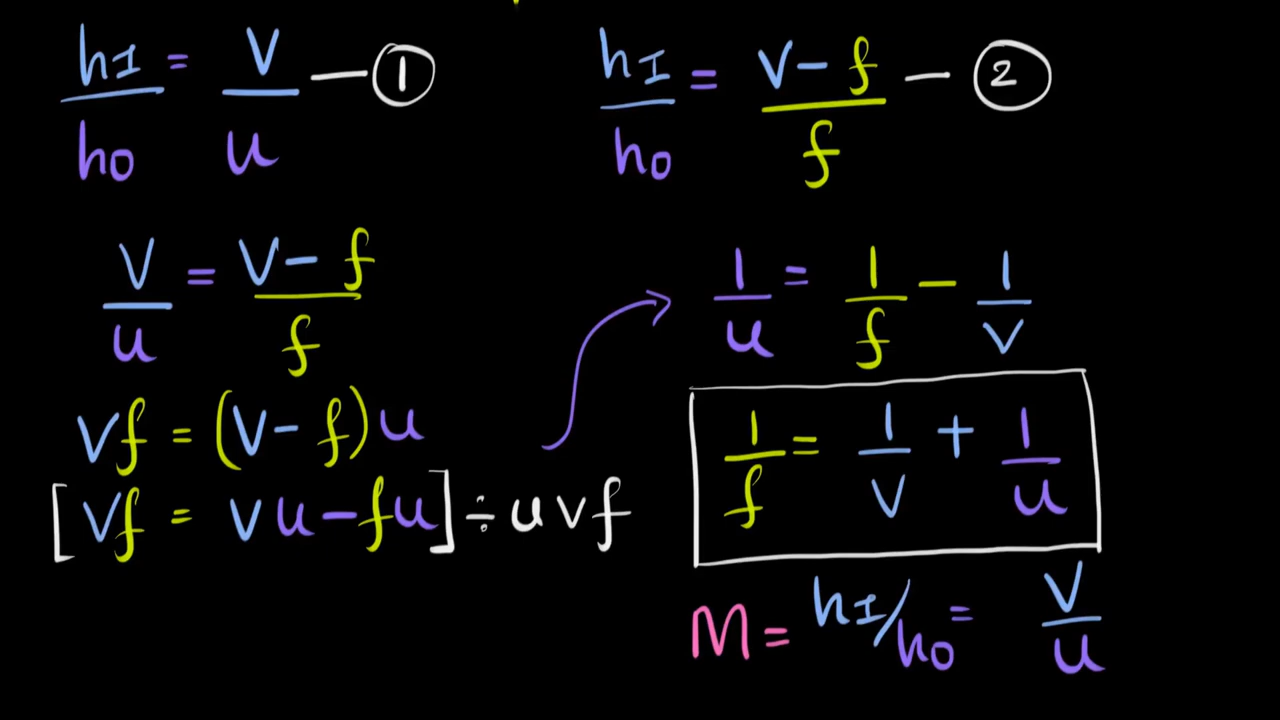 hI/hO = V/u — ①
hI/hO = V-f/f — ②
V/u = V-f/f
Vf = (V-f)u
[Vf = Vu-fu] ÷ uvf
1/u = 1/f - 1/V
1/f = 1/V + 1/u
M = hI/hO = V/u